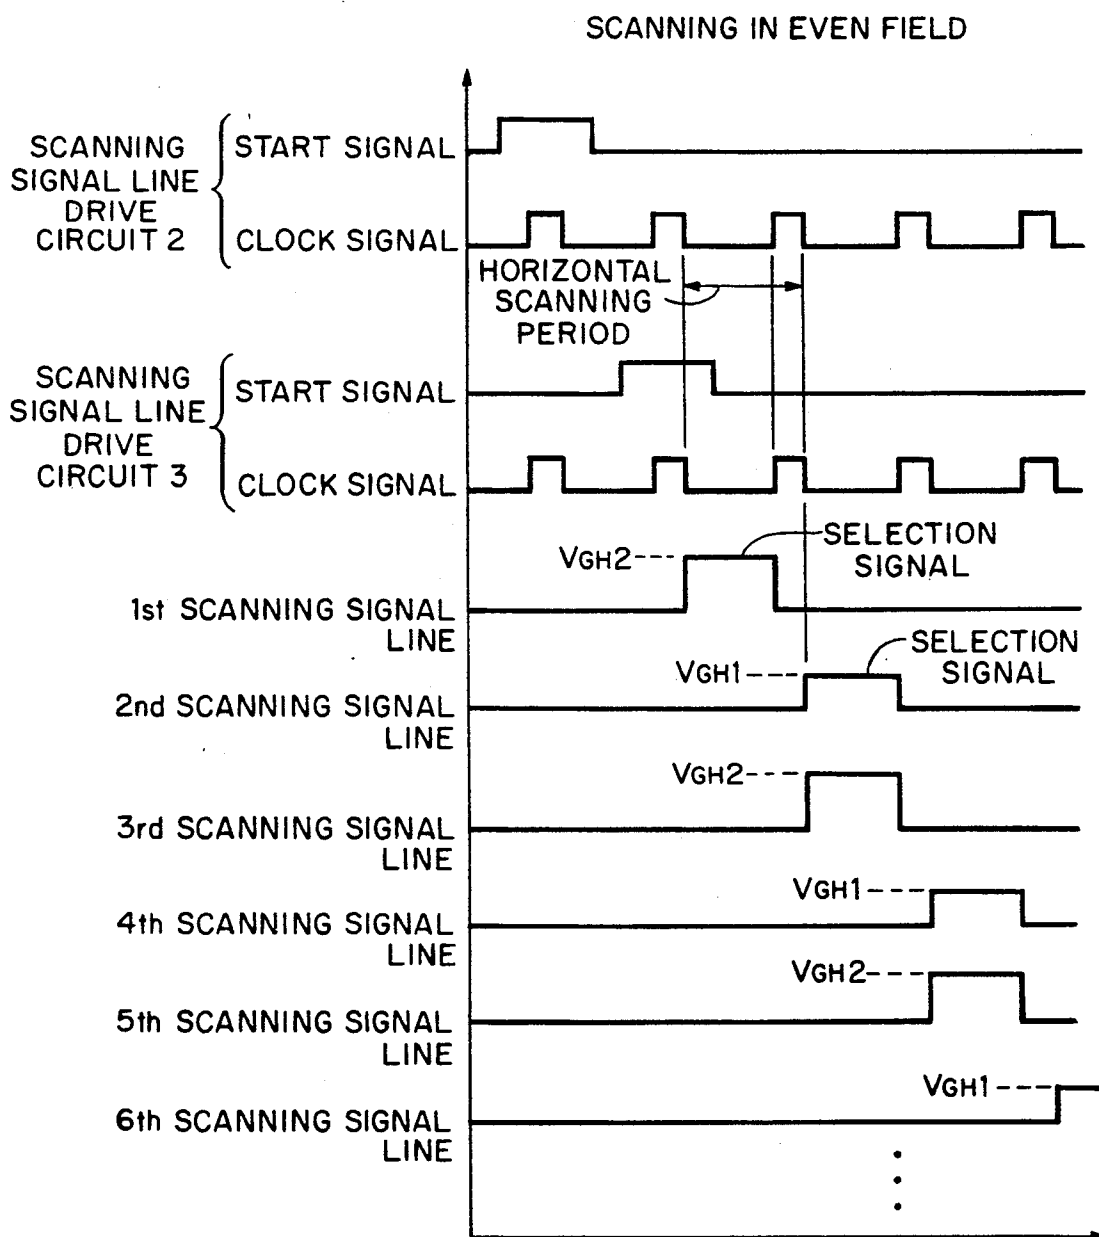 SCANNING IN EVEN FIELD
SCANNING
SIGNAL LINE
DRIVE
CIRCUIT 2
START SIGNAL
CLOCK SIGNAL
HORIZONTAL
SCANNING
PERIOD
SCANNING
SIGNAL LINE
DRIVE
CIRCUIT 3
START SIGNAL
CLOCK SIGNAL
VGH2
SELECTION
SIGNAL
1st SCANNING SIGNAL
LINE
VGH1
SELECTION
SIGNAL
2nd SCANNING SIGNAL
LINE
VGH2
3rd SCANNING SIGNAL
LINE
VGH1
4th SCANNING SIGNAL
LINE
VGH2
5th SCANNING SIGNAL
LINE
VGH1
6th SCANNING SIGNAL
LINE